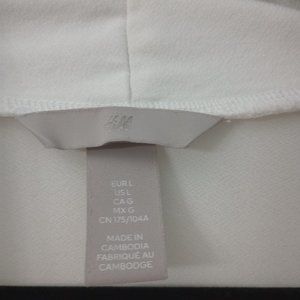 H&M
EUR L
US L
CA G
MX G
CN 175/104A
MADE IN
CAMBODIA
FABRIQUÉ AU
CAMBODGE